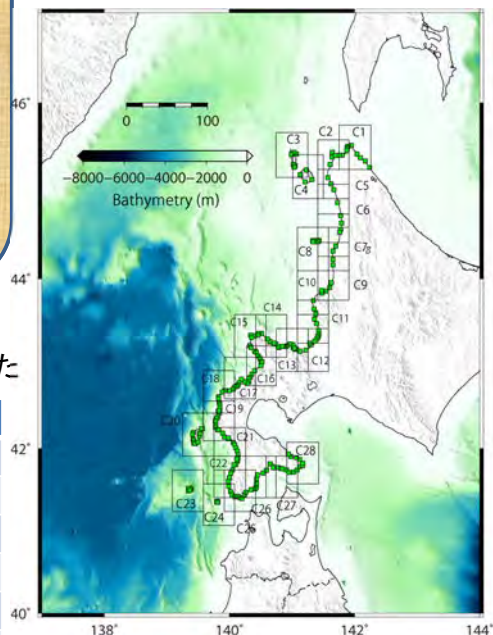 46˚
44˚
42˚
40˚
138˚
140˚
142˚
144˚
0
100
−8000 −6000 −4000 −2000 0
Bathymetry (m)
C3
C2
C1
C4
C5
C6
C8
C7
C10
C9
C11
C14
C15
C13
C12
C18
C16
C17
C19
C20
C21
C22
C28
C23
C24
C26
C27
た